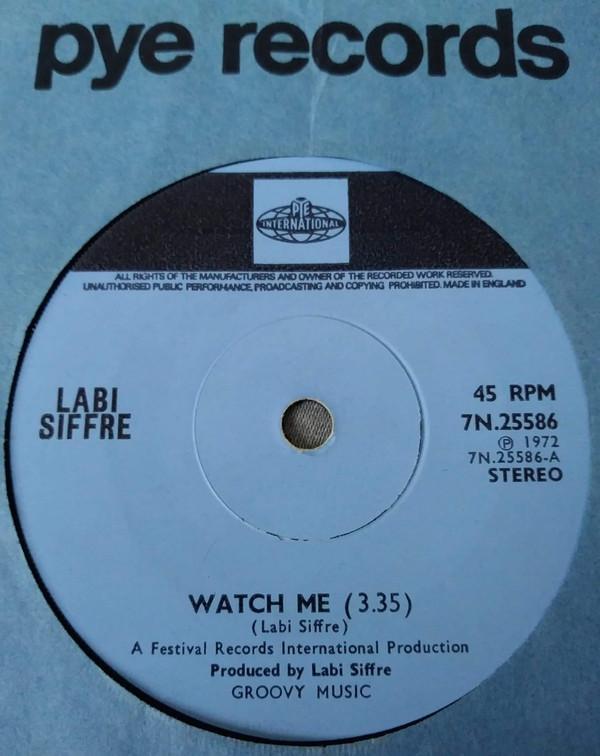 pye records
PYE
INTERNATIONAL
ALL RIGHTS OF THE MANUFACTURERS AND OWNER OF THE RECORDED WORK RESERVED.
UNAUTHORISED PUBLIC PERFORMANCE, BROADCASTING AND COPYING PROHIBITED. MADE IN ENGLAND
LABI
SIFFRE
45 RPM
7N.25586
Ⓟ 1972
7N.25586-A
STEREO
WATCH ME (3.35)
(Labi Siffre)
A Festival Records International Production
Produced by Labi Siffre
GROOVY MUSIC